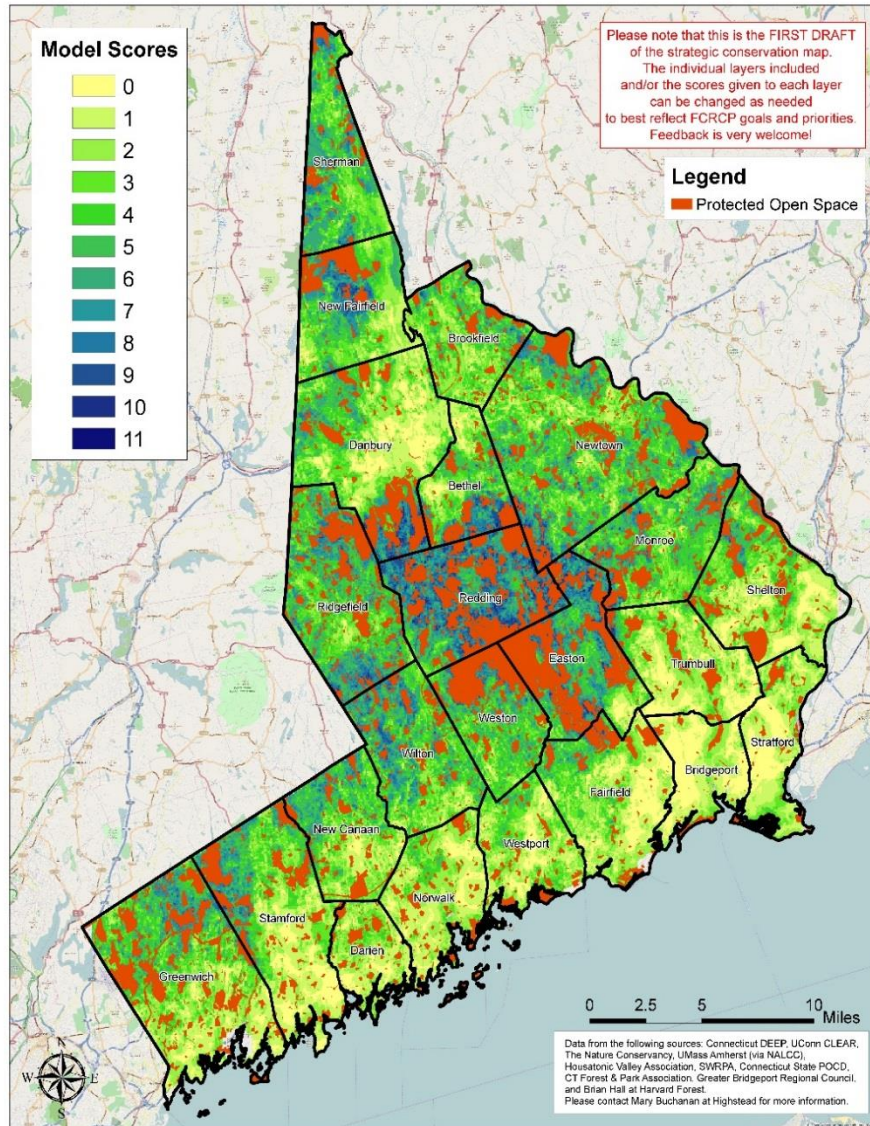 Model Scores
0
1
2
3
4
5
6
7
8
9
10
11
Please note that this is the FIRST DRAFT
of the strategic conservation map.
The individual layers included
and/or the scores given to each layer
can be changed as needed
to best reflect FCRCP goals and priorities.
Feedback is very welcome!
Legend
Protected Open Space
Sherman
New Fairfield
Brookfield
Danbury
Newtown
Bethel
Monroe
Ridgefield
Redding
Shelton
Easton
Trumbull
Weston
Wilton
Stratford
Bridgeport
Fairfield
New Canaan
Westport
Norwalk
Stamford
Darien
Greenwich
0 2.5 5 10
Miles
N
W E
S
Data from the following sources: Connecticut DEEP, UConn CLEAR,
The Nature Conservancy, UMass Amherst (via NALCC),
Housatonic Valley Association, SWRPA, Connecticut State POCD,
CT Forest & Park Association. Greater Bridgeport Regional Council,
and Brian Hall at Harvard Forest.
Please contact Mary Buchanan at Highstead for more information.